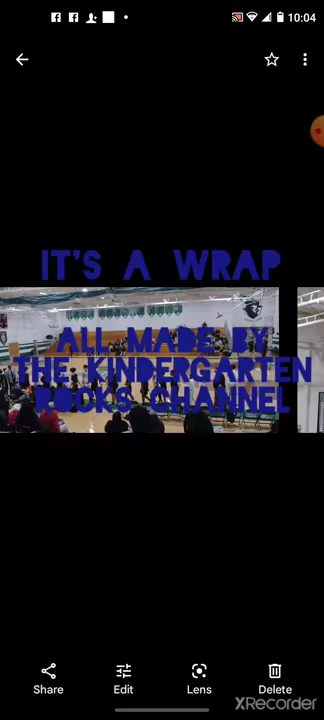 10:04
IT'S A WRAP
ALL MADE BY
THE KINDERGARTEN
ROCKS CHANNEL
Share Edit Lens Delete
XRecorder